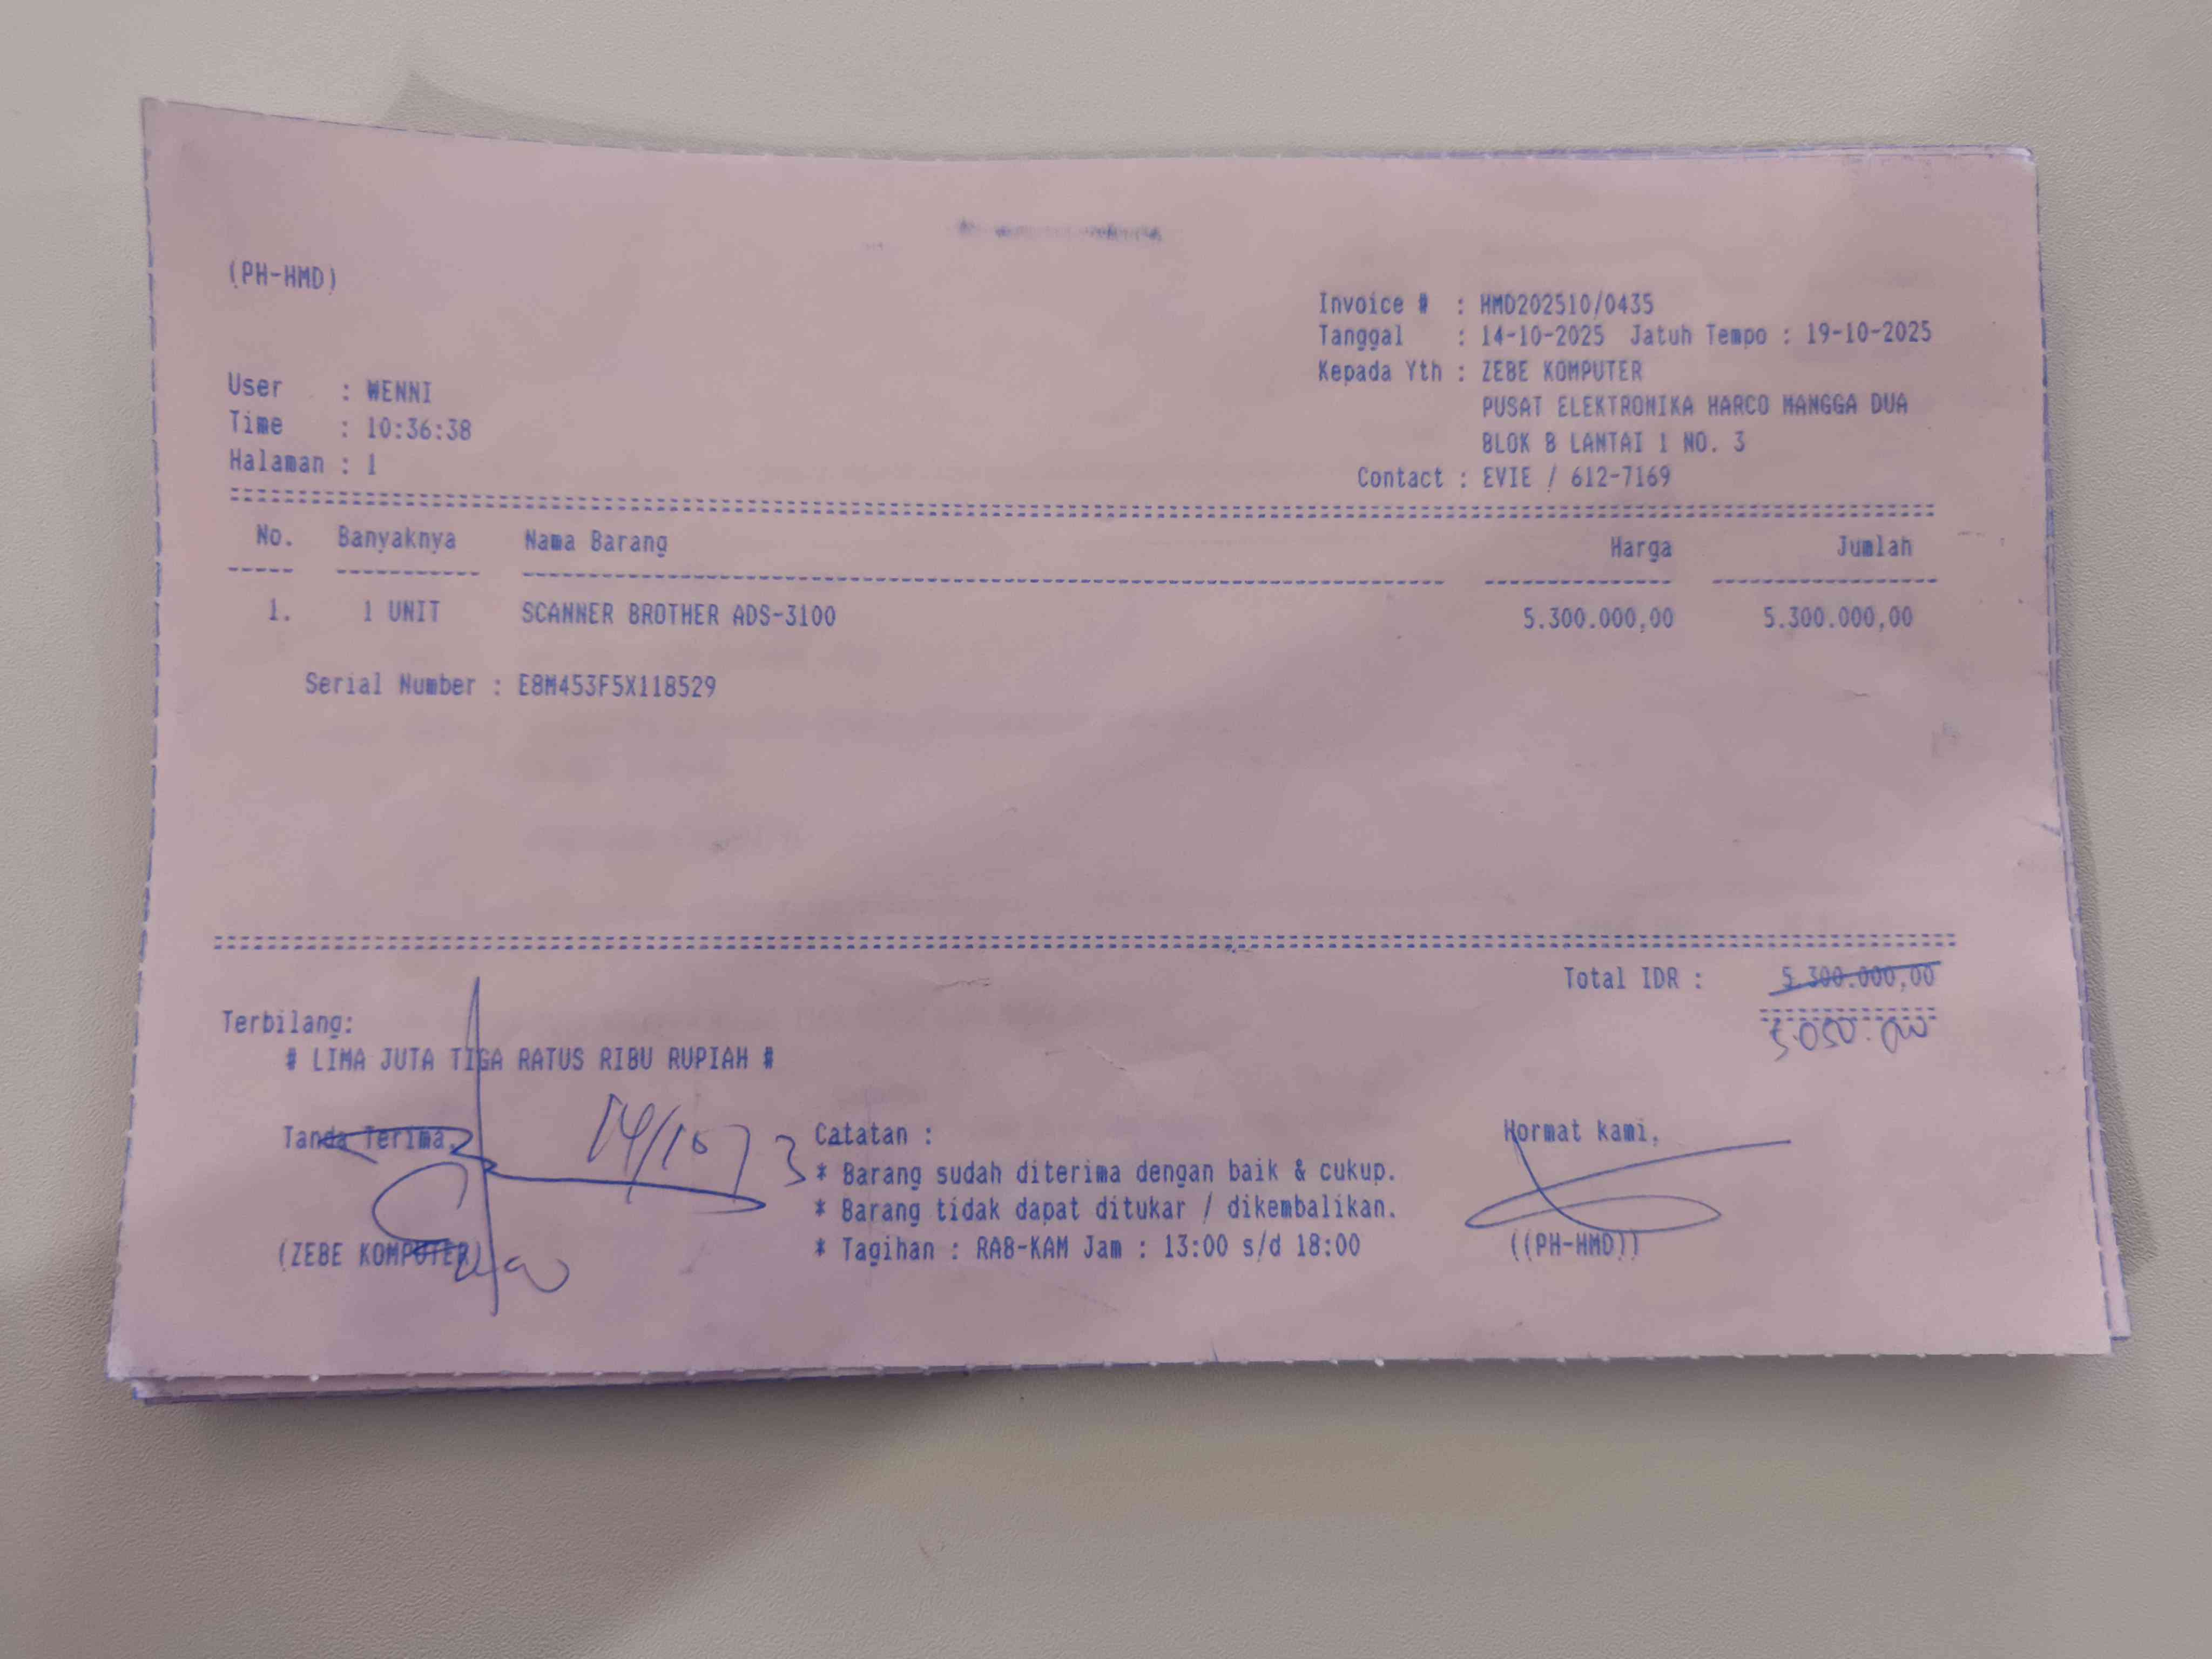 (PH-HMD)
Invoice # : HMD202510/0435
Tanggal : 14-10-2025 Jatuh Tempo : 19-10-2025
Kepada Yth : ZEBE KOMPUTER
PUSAT ELEKTRONIKA HARCO MANGGA DUA
BLOK B LANTAI 1 NO. 3
Contact : EVIE / 612-7169
User : WENNI
Time : 10:36:38
Halaman : 1
No. Banyaknya Nama Barang Harga Jumlah
1. 1 UNIT SCANNER BROTHER ADS-3100 5.300.000,00 5.300.000,00
Serial Number : E8M453F5X118529
Total IDR : 5.300.000,00
5.050.000
Terbilang:
# LIMA JUTA TIGA RATUS RIBU RUPIAH #
Tanda Terima,
14/10
(ZEBE KOMPUTER)
Catatan :
* Barang sudah diterima dengan baik & cukup.
* Barang tidak dapat ditukar / dikembalikan.
* Tagihan : RAB-KAM Jam : 13:00 s/d 18:00
Hormat kami,
((PH-HMD))